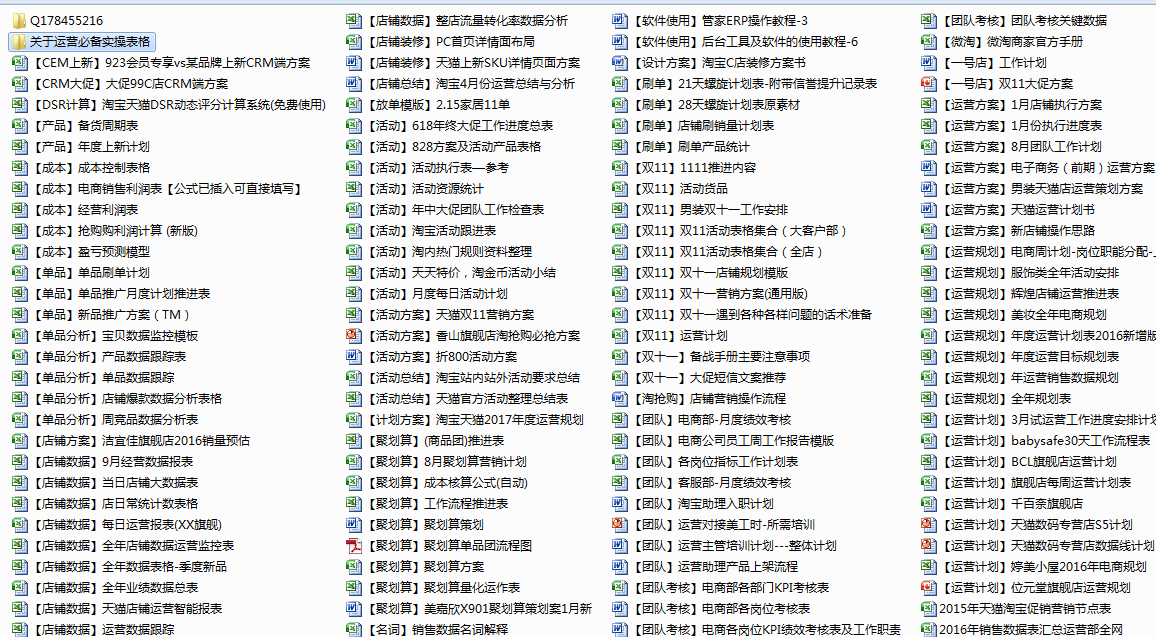 Q178455216
关于运营必备实操表格
【CEM上新】923会员专享vs某品牌上新CRM端方案
【CRM大促】大促99C店CRM端方案
【DSR计算】淘宝天猫DSR动态评分计算系统(免费使用)
【产品】备货周期表
【产品】年度上新计划
【成本】成本控制表格
【成本】电商销售利润表【公式已插入可直接填写】
【成本】经营利润表
【成本】抢购购利润计算 (新版)
【成本】盈亏预测模型
【单品】单品刷单计划
【单品】单品推广月度计划推进表
【单品】新品推广方案（TM ）
【单品分析】宝贝数据监控模板
【单品分析】产品数据跟踪表
【单品分析】单品数据跟踪
【单品分析】店铺爆款数据分析表格
【单品分析】周竞品数据分析表
【店铺方案】洁宜佳旗舰店2016销量预估
【店铺数据】9月经营数据报表
【店铺数据】当日店铺大数据表
【店铺数据】店日常统计数表格
【店铺数据】每日运营报表(XX旗舰)
【店铺数据】全年店铺数据运营监控表
【店铺数据】全年数据表格-季度新品
【店铺数据】全年业绩数据总表
【店铺数据】天猫店铺运营智能报表
【店铺数据】运营数据跟踪
【店铺数据】整店流量转化率数据分析
【店铺装修】PC首页详情面布局
【店铺装修】天猫上新SKU详情页面方案
【店铺总结】淘宝4月份运营总结与分析
【放单模版】2.15家居11单
【活动】618年终大促工作进度总表
【活动】828方案及活动产品表格
【活动】活动执行表—参考
【活动】活动资源统计
【活动】年中大促团队工作检查表
【活动】淘宝活动跟进表
【活动】淘内热门规则资料整理
【活动】天天特价，淘金币活动小结
【活动】月度每日活动计划
【活动方案】天猫双11营销方案
【活动方案】香山旗舰店淘抢购必抢方案
【活动方案】折800活动方案
【活动总结】淘宝站内站外活动要求总结
【活动总结】天猫官方活动整理总结表
【计划方案】淘宝天猫2017年度运营规划
【聚划算】(商品团)推进表
【聚划算】8月聚划算营销计划
【聚划算】成本核算公式(自动)
【聚划算】工作流程推进表
【聚划算】聚划算策划
【聚划算】聚划算单品团流程图
【聚划算】聚划算方案
【聚划算】聚划算量化运作表
【聚划算】美嘉欣X901聚划算策划案1月新
【名词】销售数据名词解释
【软件使用】管家ERP操作教程-3
【软件使用】后台工具及软件的使用教程-6
【设计方案】淘宝C店装修方案书
【刷单】21天螺旋计划表-附带信誉提升记录表
【刷单】28天螺旋计划表原素材
【刷单】店铺刷销量计划表
【刷单】刷单产品统计
【双11】1111推进内容
【双11】活动货品
【双11】男装双十一工作安排
【双11】双11活动表格集合（大客户部 ）
【双11】双11活动表格集合（全店 ）
【双11】双十一店铺规划模版
【双11】双十一营销方案(通用版)
【双11】双十一遇到各种各样问题的话术准备
【双11】运营计划
【双十一】备战手册主要注意事项
【双十一】大促短信文案推荐
【淘抢购】店铺营销操作流程
【团队】电商部-月度绩效考核
【团队】电商公司员工周工作报告模版
【团队】各岗位指标工作计划表
【团队】客服部-月度绩效考核
【团队】淘宝助理入职计划
【团队】运营对接美工时-所需培训
【团队】运营主管培训计划---整体计划
【团队】运营助理产品上架流程
【团队考核】电商部各部门KPI考核表
【团队考核】电商部各岗位考核表
【团队考核】电商各岗位KPI绩效考核表及工作职责
【团队考核】团队考核关键数据
【微淘】微淘商家官方手册
【一号店】工作计划
【一号店】双11大促方案
【运营方案】1月店铺执行方案
【运营方案】1月份执行进度表
【运营方案】8月团队工作计划
【运营方案】电子商务（前期）运营方案
【运营方案】男装天猫店运营策划方案
【运营方案】天猫运营计划书
【运营方案】新店铺操作思路
【运营规划】电商周计划-岗位职能分配-
【运营规划】服饰类全年活动安排
【运营规划】辉煌店铺运营推进表
【运营规划】美妆全年电商规划
【运营规划】年度运营计划表2016新增版
【运营规划】年度运营目标规划表
【运营规划】年运营销售数据规划
【运营规划】全年规划表
【运营计划】3月试运营工作进度安排计划
【运营计划】babysafe30天工作流程表
【运营计划】BCL旗舰店运营计划
【运营计划】旗舰店每周运营计划表
【运营计划】千百奈旗舰店
【运营计划】天猫数码专营店S5计划
【运营计划】天猫数码专营店数据线计划
【运营计划】婷美小屋2016年电商规划
【运营计划】位元堂旗舰店运营规划
2015年天猫淘宝促销营销节点表
2016年销售数据表汇总运营部全网